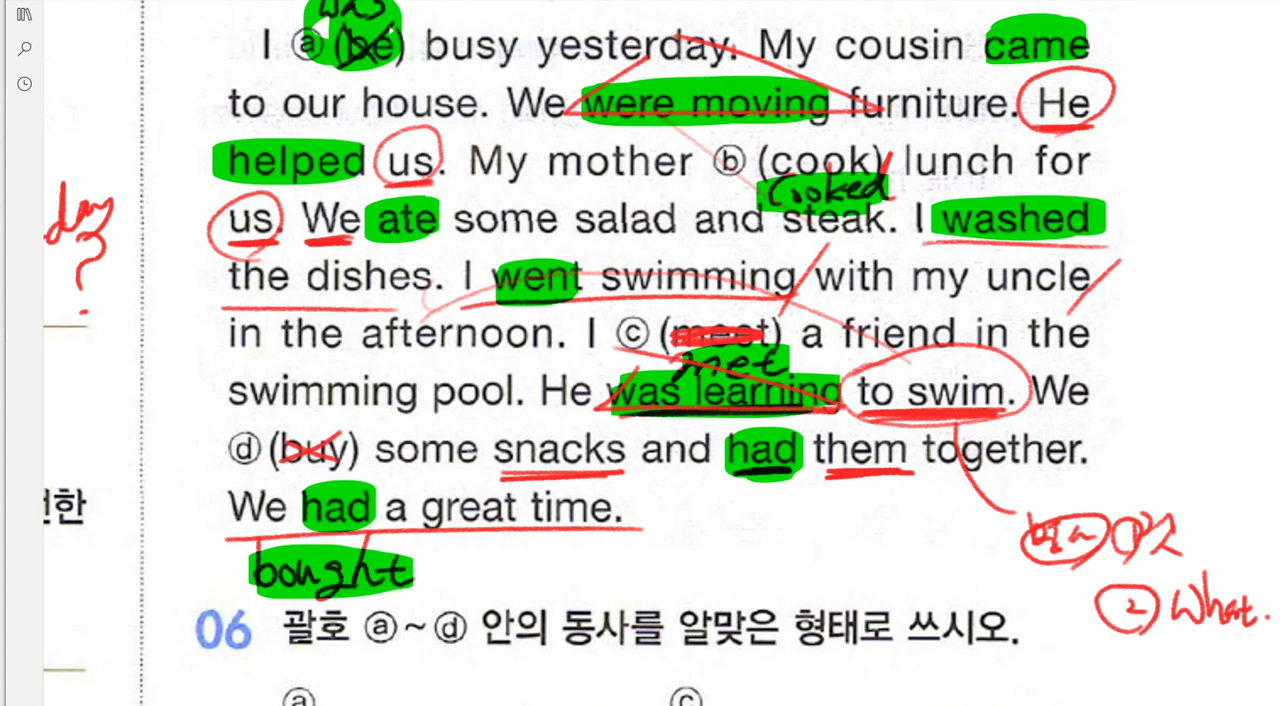 was
I ⓐ (be) busy yesterday. My cousin came
to our house. We were moving furniture. He
helped us. My mother ⓑ (cook) lunch for
cooked
us. We ate some salad and steak. I washed
day?
the dishes. I went swimming with my uncle
in the afternoon. I ⓒ (meet) a friend in the
met
swimming pool. He was learning to swim. We
ⓓ (buy) some snacks and had them together.
We had a great time.
bought
② What.
06 괄호 ⓐ~ⓓ 안의 동사를 알맞은 형태로 쓰시오.
ⓐ ⓒ